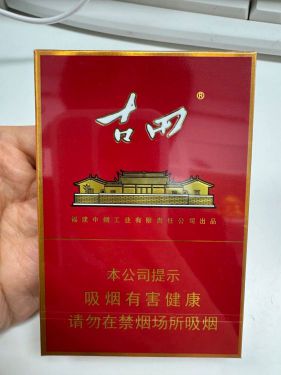 古田®
福建中烟工业有限责任公司出品
本公司提示
吸烟有害健康
请勿在禁烟场所吸烟